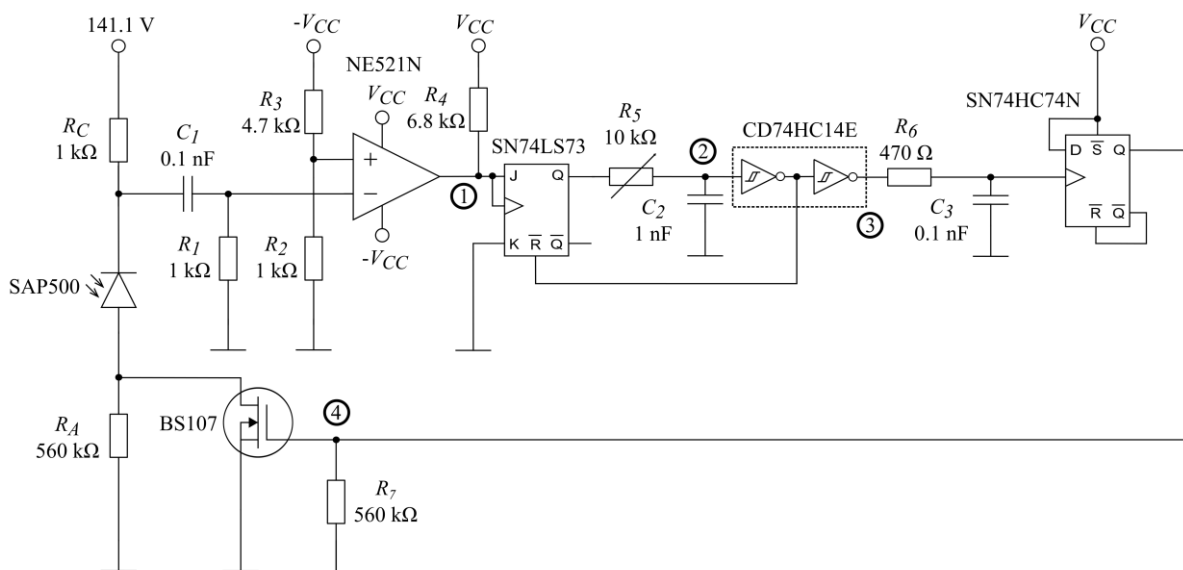 141.1 V
-VCC
VCC
VCC
NE521N
VCC
SN74HC74N
RC
1 kΩ
C1
0.1 nF
R3
4.7 kΩ
R4
6.8 kΩ
SN74LS73
R5
10 kΩ
CD74HC14E
R6
470 Ω
D S Q
+
−
J Q
1
2
3
C2
1 nF
C3
0.1 nF
R Q
-VCC
K R Q
R1
1 kΩ
R2
1 kΩ
SAP500
RA
560 kΩ
BS107
4
R7
560 kΩ